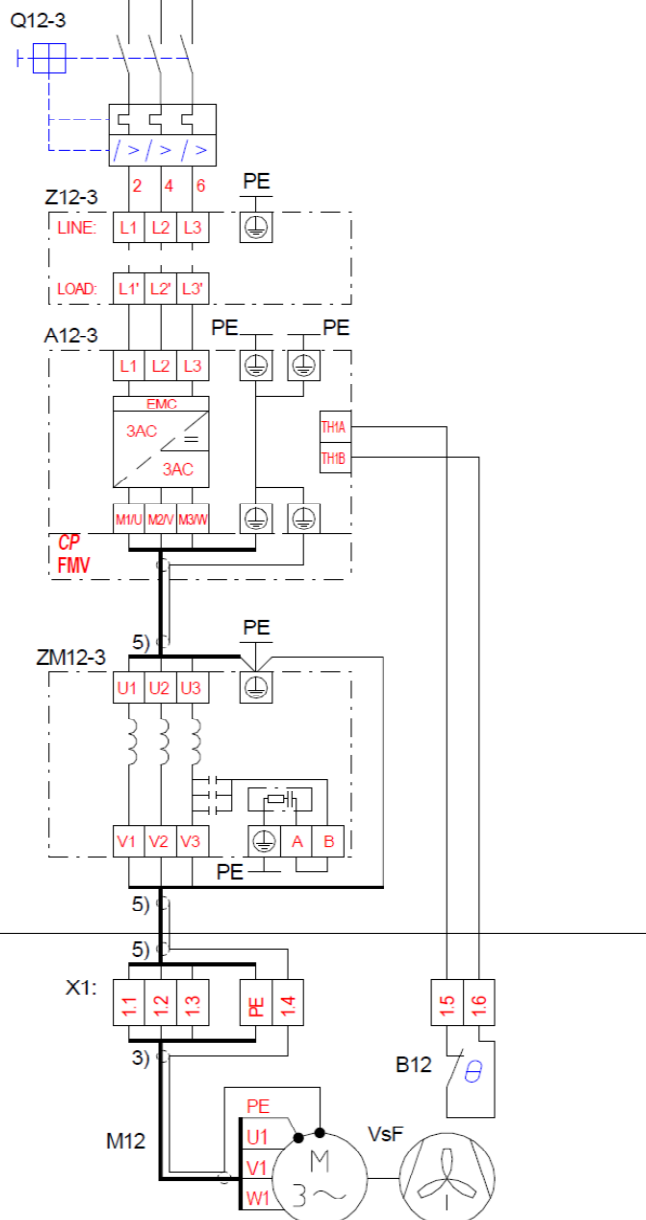 Q12-3
/> /> />
2 4 6 PE
Z12-3
LINE: L1 L2 L3
LOAD: L1' L2' L3'
PE PE
A12-3
L1 L2 L3
EMC
3AC =
3AC
TH1A
TH1B
M1/U M2/V M3/W
CP
FMV
5)
PE
ZM12-3
U1 U2 U3
V1 V2 V3 A B
PE
5)
5)
X1: 1.1 1.2 1.3 PE 1.4 1.5 1.6
3)
B12 θ
PE
M12 U1 VsF
V1 M
W1 3 ~